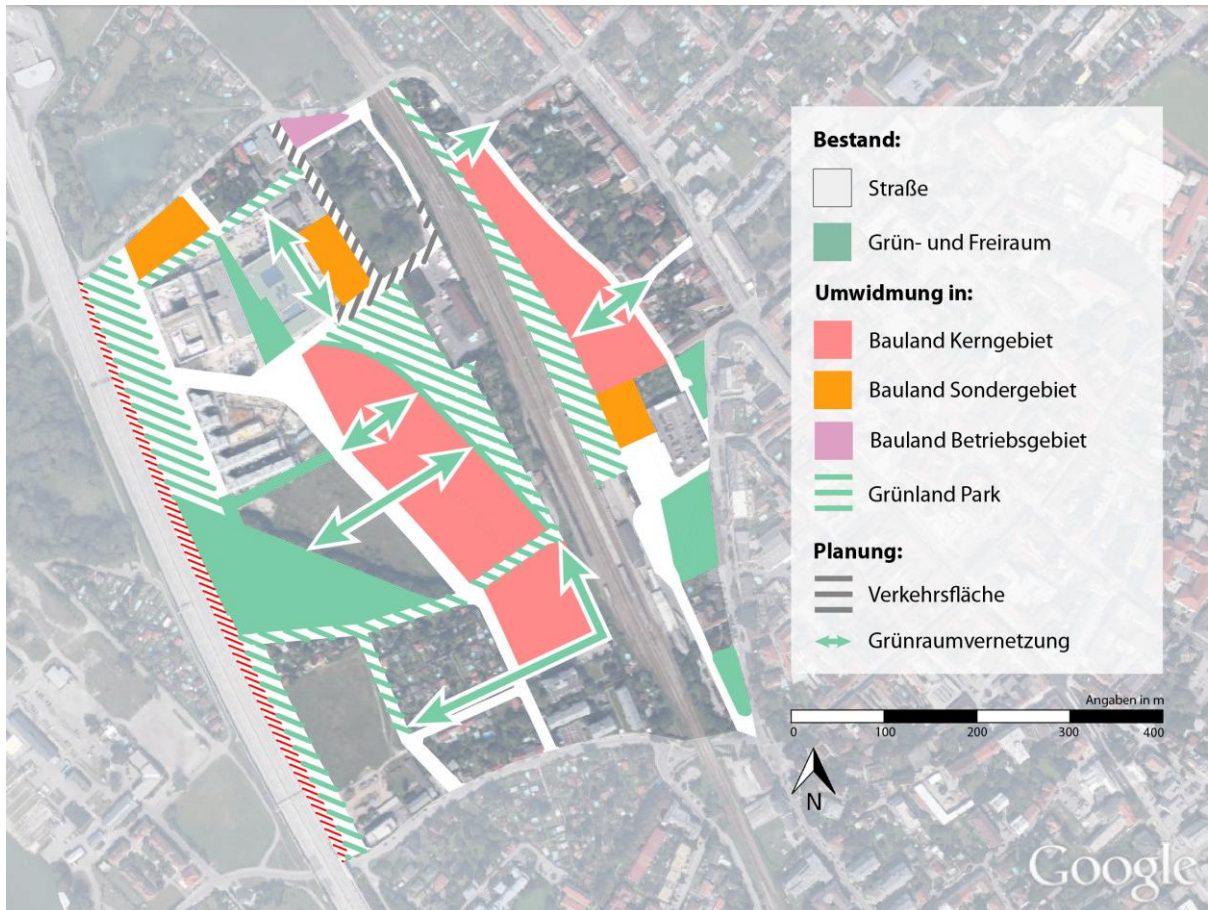 Bestand:
Straße
Grün- und Freiraum
Umwidmung in:
Bauland Kerngebiet
Bauland Sondergebiet
Bauland Betriebsgebiet
Grünland Park
Planung:
Verkehrsfläche
Grünraumvernetzung
Angaben in m
0 100 200 300 400
N
Google